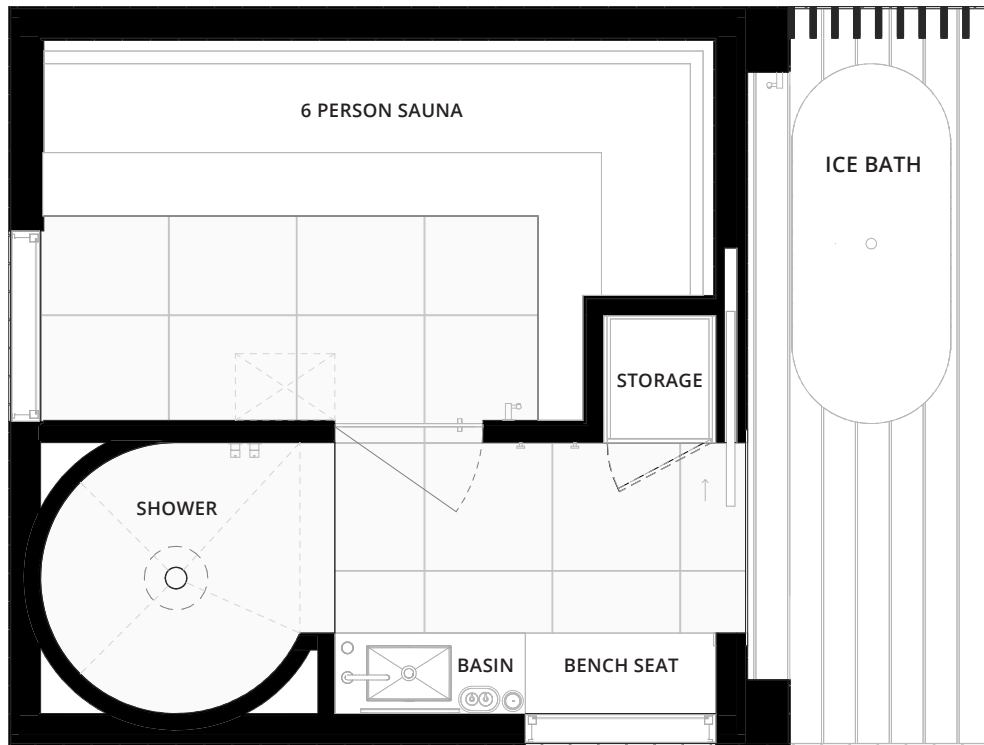 6 PERSON SAUNA
ICE BATH
STORAGE
SHOWER
BASIN
BENCH SEAT